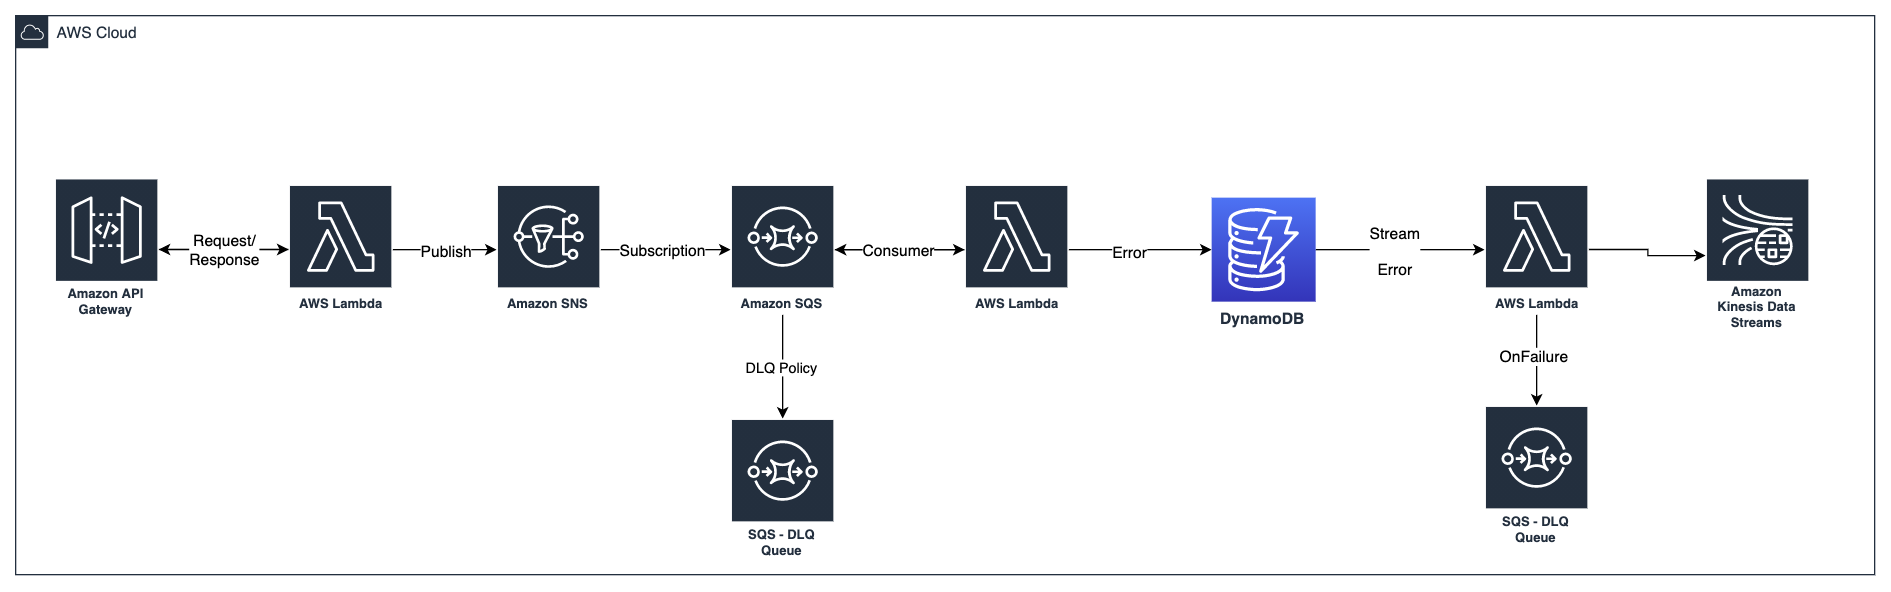 AWS Cloud
Request/
Response
Publish
Subscription
Consumer
Error
Stream
Error
Amazon API
Gateway
AWS Lambda
Amazon SNS
Amazon SQS
AWS Lambda
DynamoDB
AWS Lambda
Amazon
Kinesis Data
Streams
DLQ Policy
OnFailure
SQS - DLQ
Queue
SQS - DLQ
Queue